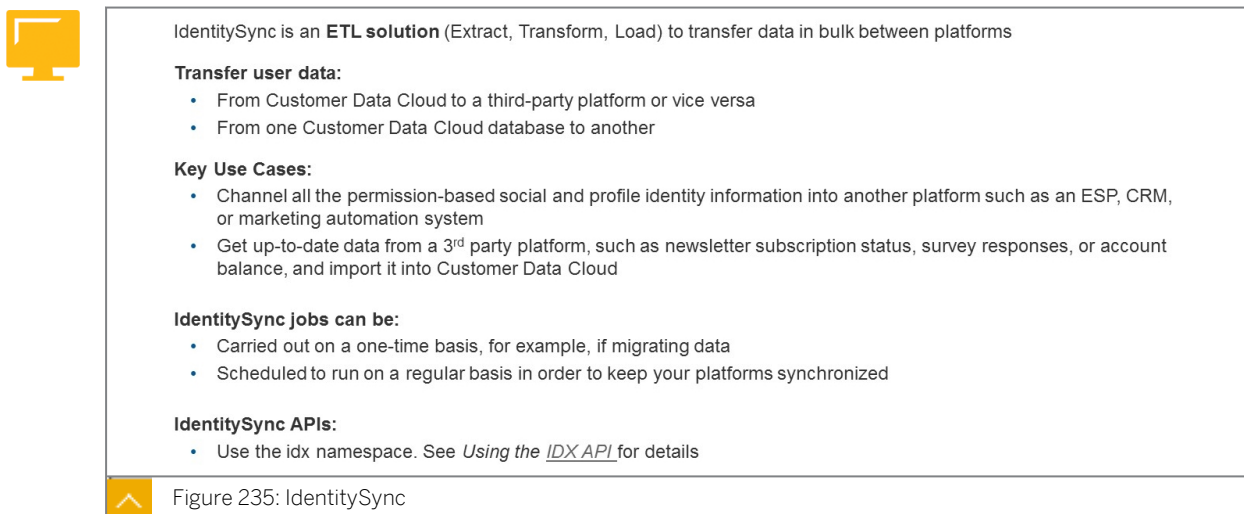 IdentitySync is an ETL solution (Extract, Transform, Load) to transfer data in bulk between platforms
Transfer user data:
• From Customer Data Cloud to a third-party platform or vice versa
• From one Customer Data Cloud database to another
Key Use Cases:
• Channel all the permission-based social and profile identity information into another platform such as an ESP, CRM,
or marketing automation system
• Get up-to-date data from a 3rd party platform, such as newsletter subscription status, survey responses, or account
balance, and import it into Customer Data Cloud
IdentitySync jobs can be:
• Carried out on a one-time basis, for example, if migrating data
• Scheduled to run on a regular basis in order to keep your platforms synchronized
IdentitySync APIs:
• Use the idx namespace. See Using the IDX API for details
Figure 235: IdentitySync